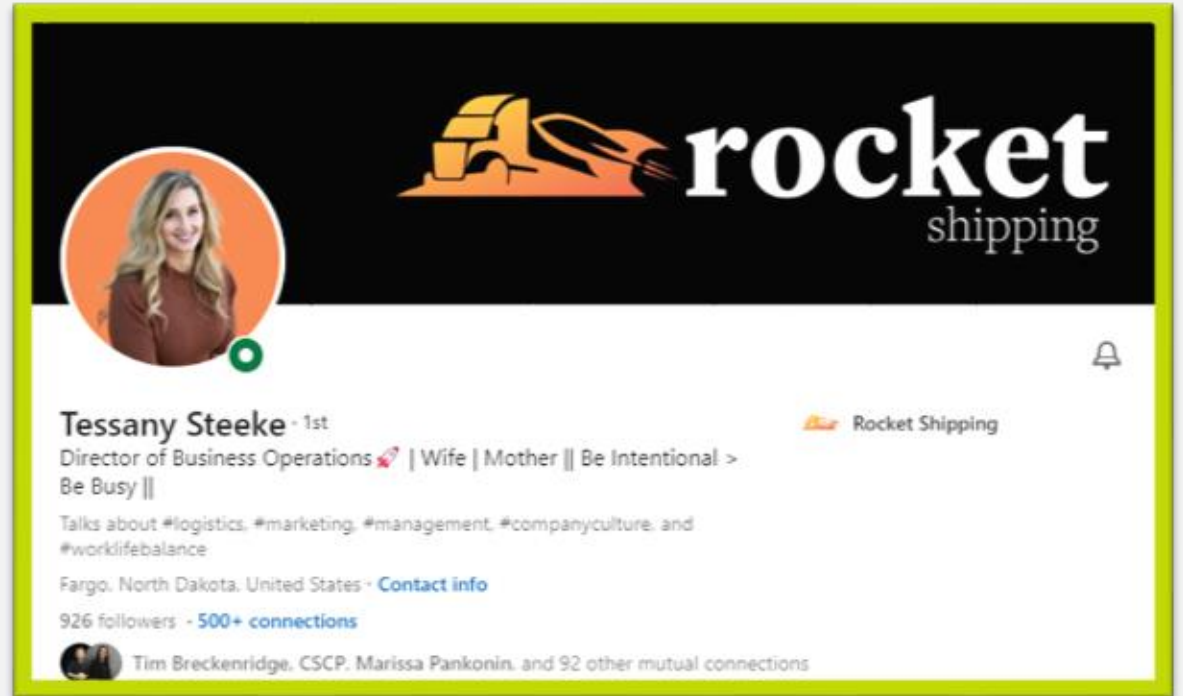 rocket
shipping
Tessany Steeke · 1st
Director of Business Operations🚀 | Wife | Mother || Be Intentional >
Be Busy ||
Talks about #logistics, #marketing, #management, #companyculture, and
#worklifebalance
Fargo, North Dakota, United States · Contact info
926 followers · 500+ connections
Tim Breckenridge, CSCP, Marissa Pankonin, and 92 other mutual connections
Rocket Shipping